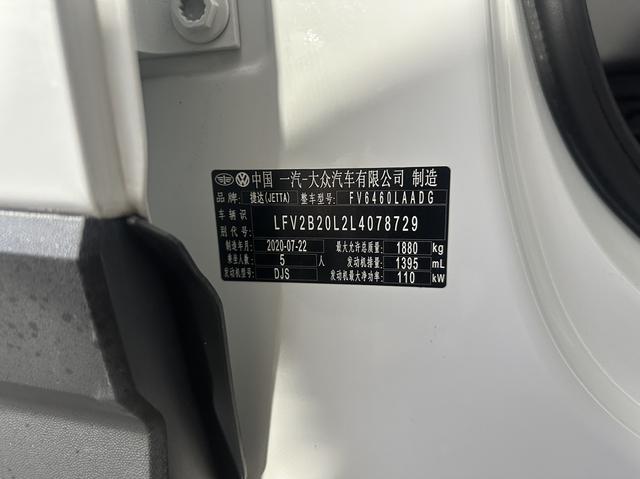 中国 一汽-大众汽车有限公司 制造
品牌: 捷达(JETTA) 整车型号: FV6460LAADG
车辆识别代号: LFV2B20L2L4078729
制造年月: 2020-07-22 最大允许总质量: 1880 kg
乘坐人数: 5 人 发动机排量: 1395 mL
发动机型号: DJS 发动机最大净功率: 110 kW